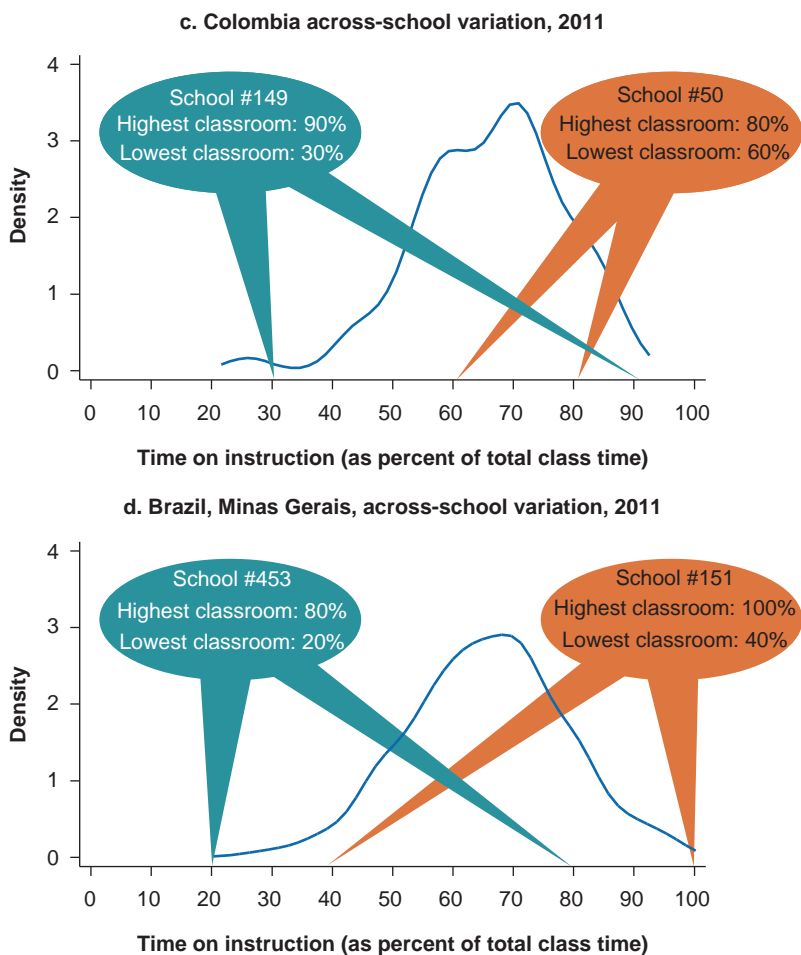 c. Colombia across-school variation, 2011
4
3
2
1
0
Density
School #149
Highest classroom: 90%
Lowest classroom: 30%
School #50
Highest classroom: 80%
Lowest classroom: 60%
0 10 20 30 40 50 60 70 80 90 100
Time on instruction (as percent of total class time)
d. Brazil, Minas Gerais, across-school variation, 2011
4
3
2
1
0
Density
School #453
Highest classroom: 80%
Lowest classroom: 20%
School #151
Highest classroom: 100%
Lowest classroom: 40%
0 10 20 30 40 50 60 70 80 90 100
Time on instruction (as percent of total class time)